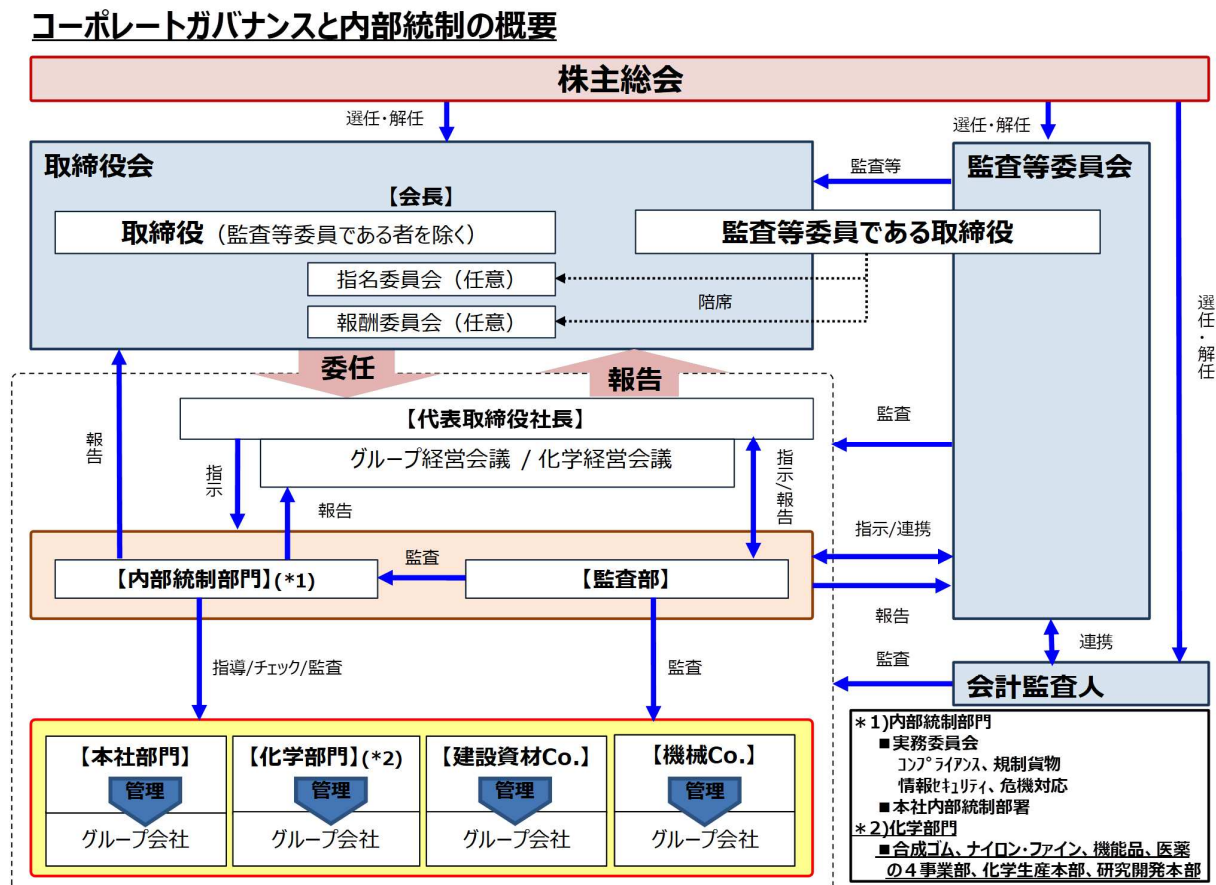 コーポレートガバナンスと内部統制の概要
株主総会
選任・解任
選任・解任
取締役会
監査等
監査等委員会
【会長】
取締役（監査等委員である者を除く）
監査等委員である取締役
指名委員会（任意）
陪席
報酬委員会（任意）
選任・解任
委任
報告
【代表取締役社長】
報告
監査
グループ経営会議 / 化学経営会議
指示
指示/報告
報告
指示/連携
監査
【内部統制部門】(*1)
【監査部】
報告
連携
指導/チェック/監査
監査
監査
会計監査人
【本社部門】
【化学部門】(*2)
【建設資材Co.】
【機械Co.】
管理
管理
管理
管理
グループ会社
グループ会社
グループ会社
グループ会社
＊1)内部統制部門
■実務委員会
コンプライアンス、規制貨物
情報セキュリティ、危機対応
■本社内部統制部署
＊2)化学部門
■合成ゴム、ナイロン・ファイン、機能品、医薬
の４事業部、化学生産本部、研究開発本部